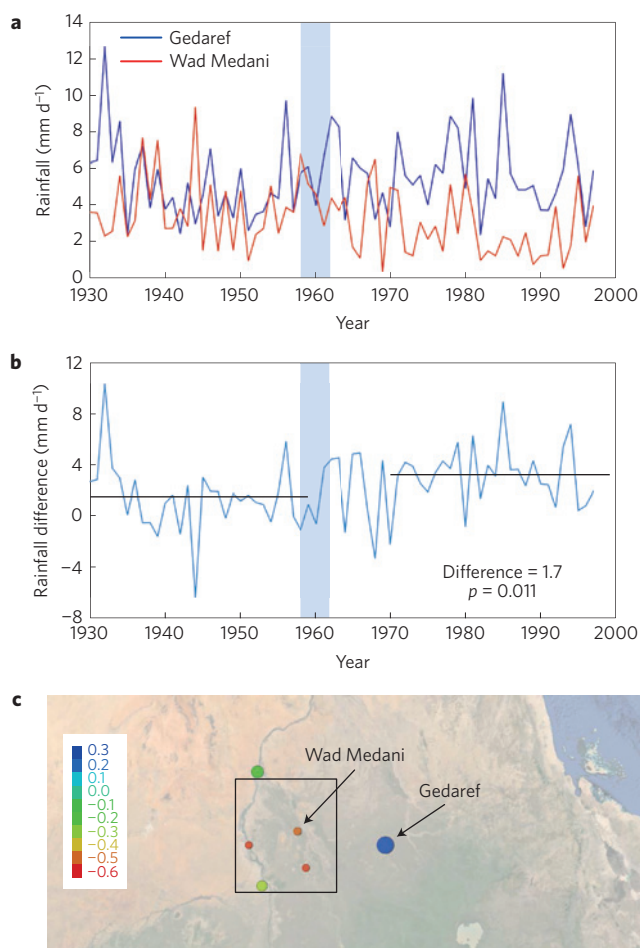 a
14
12
10
8
6
4
2
0
Rainfall (mm d⁻¹)
Gedaref
Wad Medani
1930 1940 1950 1960 1970 1980 1990 2000
Year
b
12
8
4
0
−4
−8
Rainfall difference (mm d⁻¹)
Difference = 1.7
p = 0.011
1930 1940 1950 1960 1970 1980 1990 2000
Year
c
0.3
0.2
0.1
0.0
−0.1
−0.2
−0.3
−0.4
−0.5
−0.6
Wad Medani
Gedaref